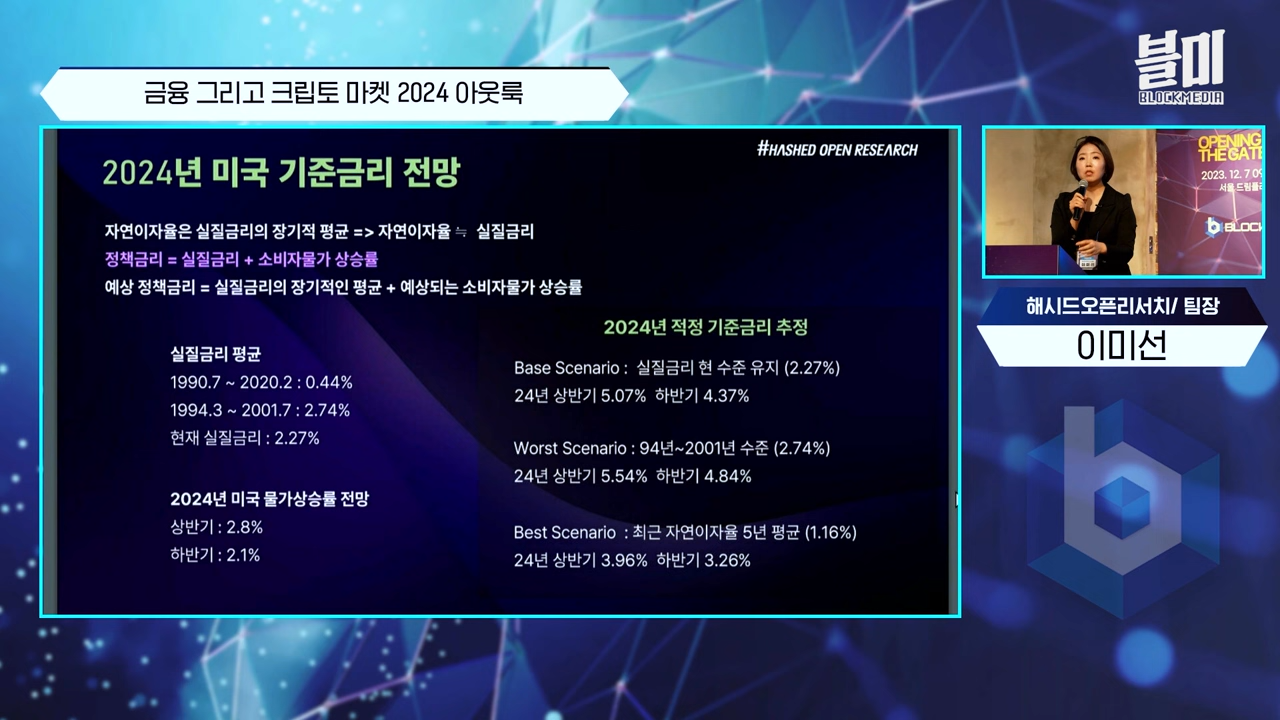 금융 그리고 크립토 마켓 2024 아웃룩
블미
BLOCKMEDIA
#HASHED OPEN RESEARCH
2024년 미국 기준금리 전망
자연이자율은 실질금리의 장기적 평균 => 자연이자율 ≒ 실질금리
정책금리 = 실질금리 + 소비자물가 상승률
예상 정책금리 = 실질금리의 장기적인 평균 + 예상되는 소비자물가 상승률
실질금리 평균
1990.7 ~ 2020.2 : 0.44%
1994.3 ~ 2001.7 : 2.74%
현재 실질금리 : 2.27%
2024년 미국 물가상승률 전망
상반기 : 2.8%
하반기 : 2.1%
2024년 적정 기준금리 추정
Base Scenario : 실질금리 현 수준 유지 (2.27%)
24년 상반기 5.07% 하반기 4.37%
Worst Scenario : 94년~2001년 수준 (2.74%)
24년 상반기 5.54% 하반기 4.84%
Best Scenario : 최근 자연이자율 5년 평균 (1.16%)
24년 상반기 3.96% 하반기 3.26%
OPENING
THE GATE
2023. 12. 7 09
서울 드림플
BLOCK
해시드오픈리서치/ 팀장
이미선